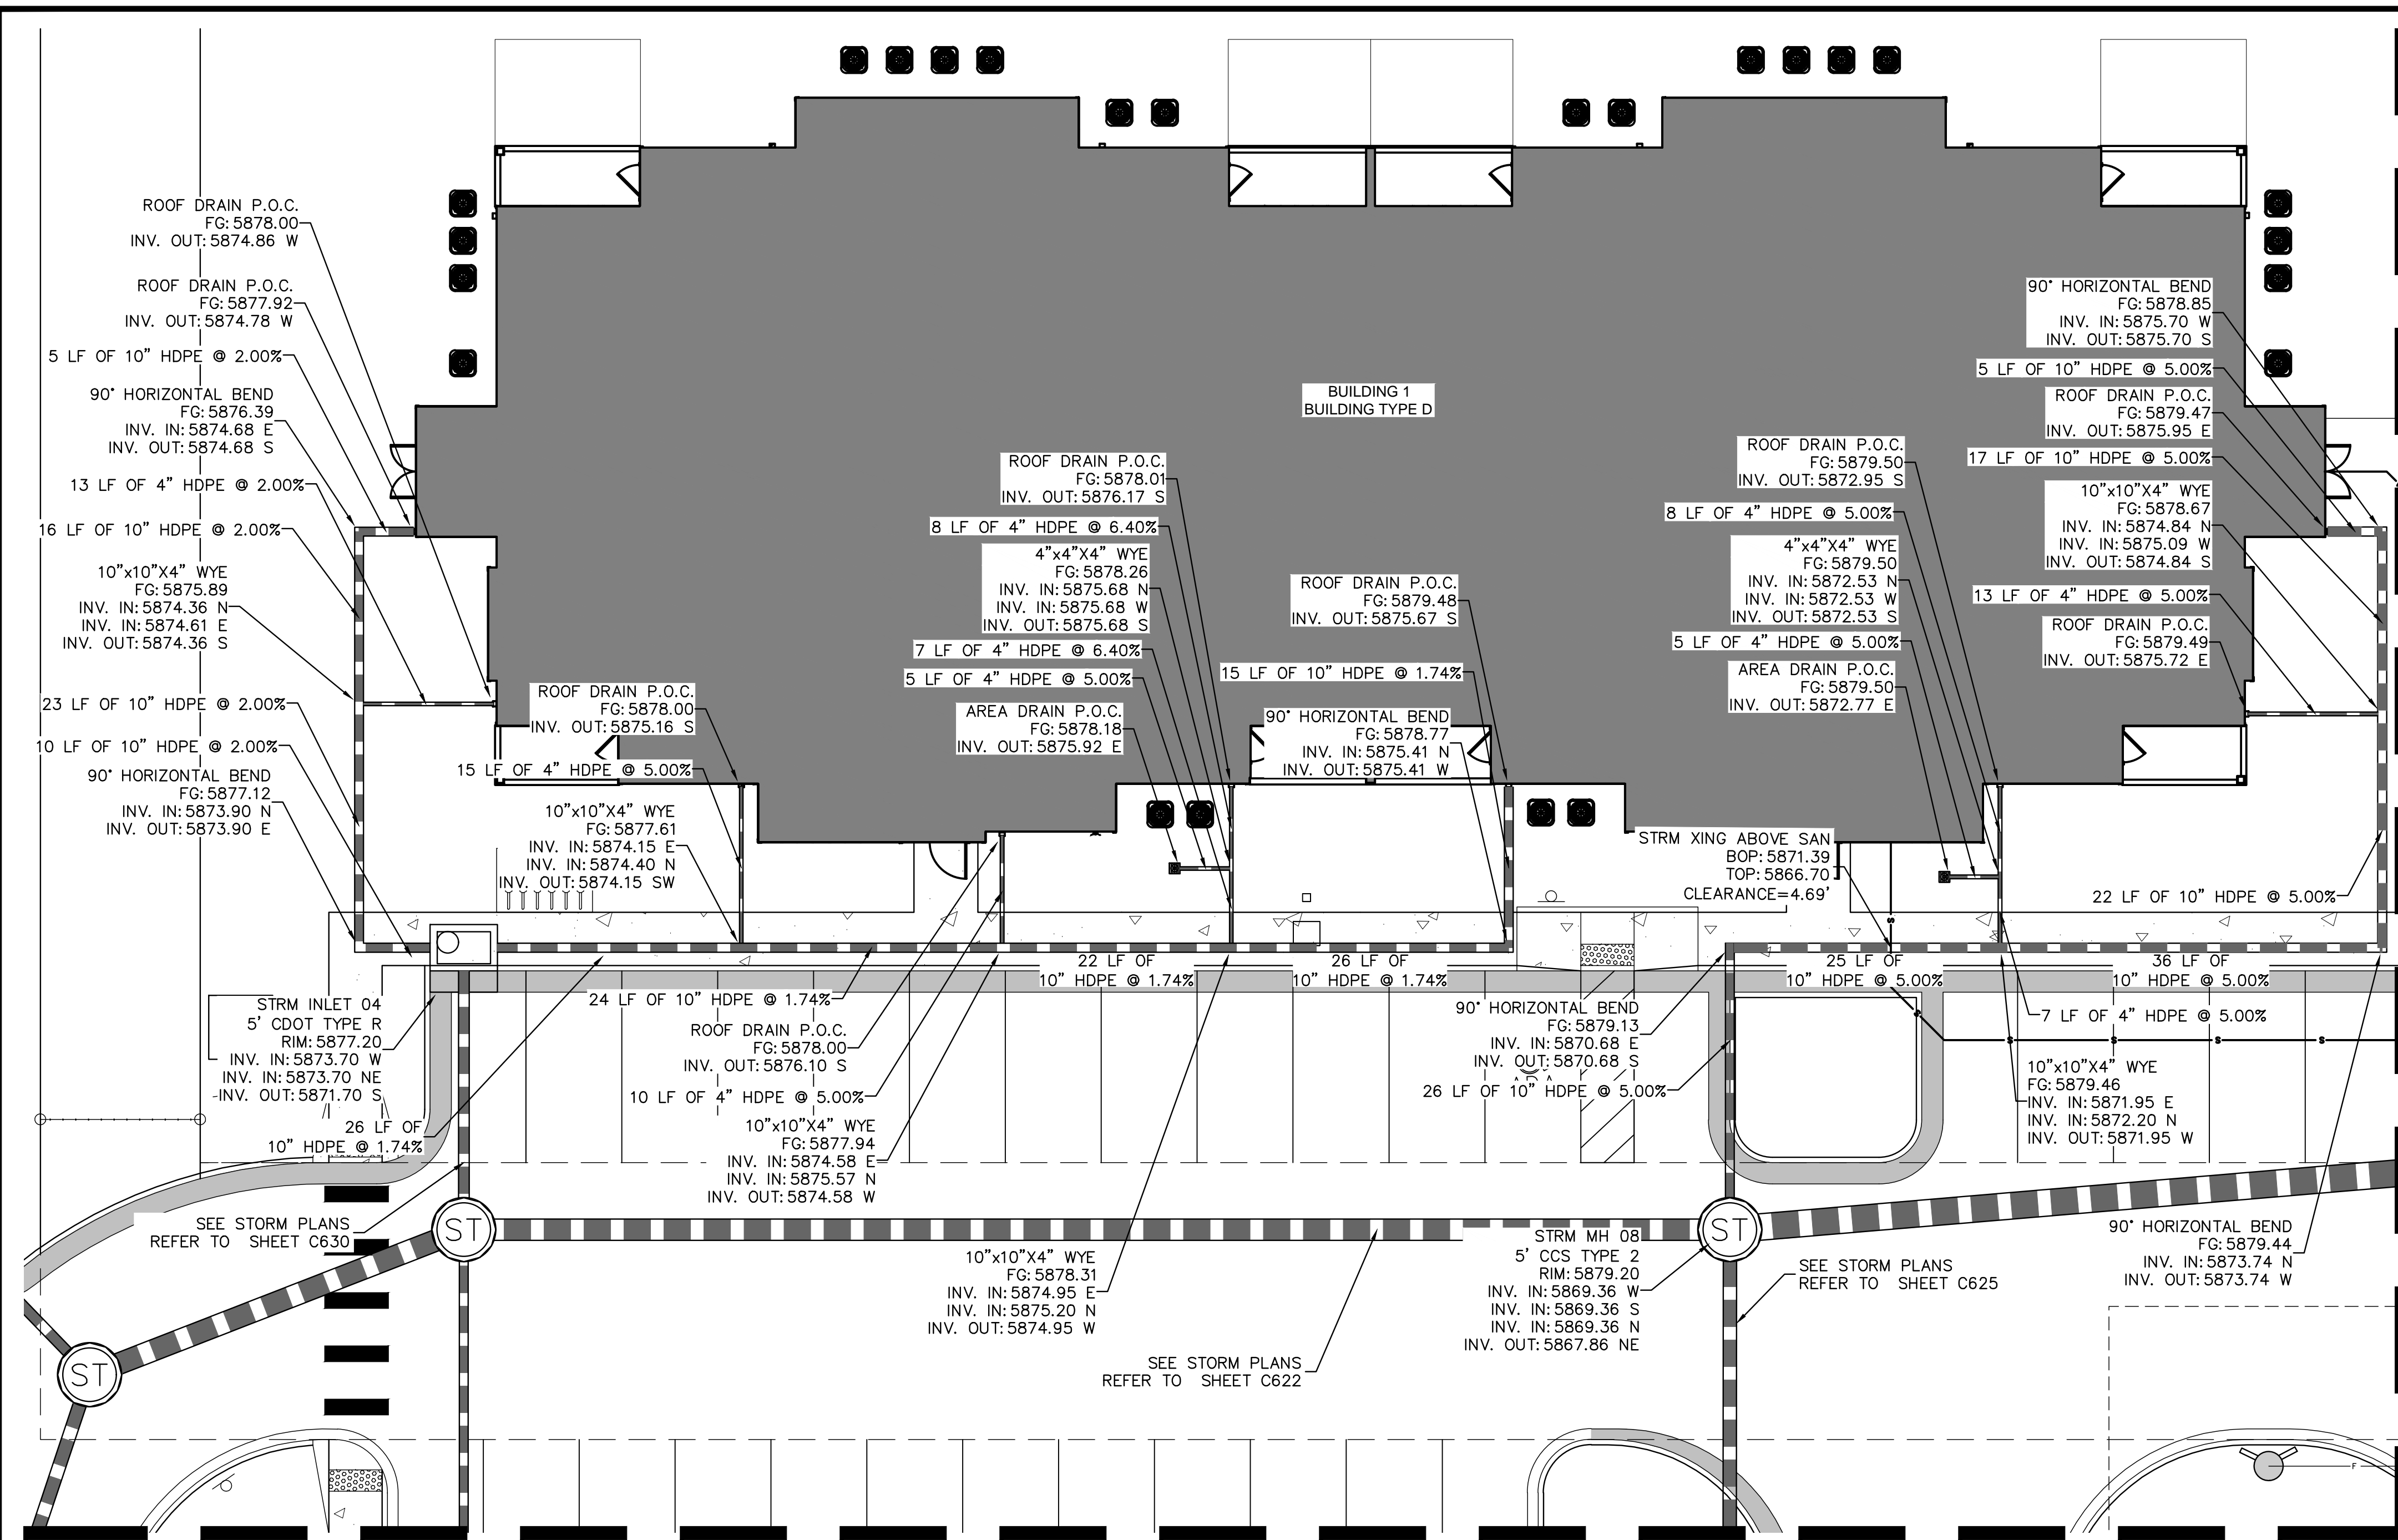 ROOF DRAIN P.O.C.
FG: 5878.00
INV. OUT: 5874.86 W
ROOF DRAIN P.O.C.
FG: 5877.92
INV. OUT: 5874.78 W
5 LF OF 10" HDPE @ 2.00%
90° HORIZONTAL BEND
FG: 5876.39
INV. IN: 5874.68 E
INV. OUT: 5874.68 S
13 LF OF 4" HDPE @ 2.00%
16 LF OF 10" HDPE @ 2.00%
10"x10"X4" WYE
FG: 5875.89
INV. IN: 5874.36 N
INV. IN: 5874.61 E
INV. OUT: 5874.36 S
23 LF OF 10" HDPE @ 2.00%
10 LF OF 10" HDPE @ 2.00%
90° HORIZONTAL BEND
FG: 5877.12
INV. IN: 5873.90 N
INV. OUT: 5873.90 E
ROOF DRAIN P.O.C.
FG: 5878.00
INV. OUT: 5875.16 S
15 LF OF 4" HDPE @ 5.00%
10"x10"X4" WYE
FG: 5877.61
INV. IN: 5874.15 E
INV. IN: 5874.40 N
INV. OUT: 5874.15 SW
BUILDING 1
BUILDING TYPE D
ROOF DRAIN P.O.C.
FG: 5878.01
INV. OUT: 5876.17 S
8 LF OF 4" HDPE @ 6.40%
4"x4"X4" WYE
FG: 5878.26
INV. IN: 5875.68 N
INV. IN: 5875.68 W
INV. OUT: 5875.68 S
7 LF OF 4" HDPE @ 6.40%
5 LF OF 4" HDPE @ 5.00%
AREA DRAIN P.O.C.
FG: 5878.18
INV. OUT: 5875.92 E
ROOF DRAIN P.O.C.
FG: 5879.48
INV. OUT: 5875.67 S
15 LF OF 10" HDPE @ 1.74%
90° HORIZONTAL BEND
FG: 5878.77
INV. IN: 5875.41 N
INV. OUT: 5875.41 W
ROOF DRAIN P.O.C.
FG: 5879.50
INV. OUT: 5872.95 S
8 LF OF 4" HDPE @ 5.00%
4"x4"X4" WYE
FG: 5879.50
INV. IN: 5872.53 N
INV. IN: 5872.53 W
INV. OUT: 5872.53 S
5 LF OF 4" HDPE @ 5.00%
AREA DRAIN P.O.C.
FG: 5879.50
INV. OUT: 5872.77 E
STRM XING ABOVE SAN
BOP: 5871.39
TOP: 5866.70
CLEARANCE=4.69'
90° HORIZONTAL BEND
FG: 5878.85
INV. IN: 5875.70 W
INV. OUT: 5875.70 S
5 LF OF 10" HDPE @ 5.00%
ROOF DRAIN P.O.C.
FG: 5879.47
INV. OUT: 5875.95 E
17 LF OF 10" HDPE @ 5.00%
10"x10"X4" WYE
FG: 5878.67
INV. IN: 5874.84 N
INV. IN: 5875.09 W
INV. OUT: 5874.84 S
13 LF OF 4" HDPE @ 5.00%
ROOF DRAIN P.O.C.
FG: 5879.49
INV. OUT: 5875.72 E
22 LF OF 10" HDPE @ 5.00%
22 LF OF
10" HDPE @ 1.74%
26 LF OF
10" HDPE @ 1.74%
25 LF OF
10" HDPE @ 5.00%
36 LF OF
10" HDPE @ 5.00%
STRM INLET 04
5' CDOT TYPE R
RIM: 5877.20
INV. IN: 5873.70 W
INV. IN: 5873.70 NE
INV. OUT: 5871.70 S
26 LF OF
10" HDPE @ 1.74%
24 LF OF 10" HDPE @ 1.74%
ROOF DRAIN P.O.C.
FG: 5878.00
INV. OUT: 5876.10 S
10 LF OF 4" HDPE @ 5.00%
10"x10"X4" WYE
FG: 5877.94
INV. IN: 5874.58 E
INV. IN: 5875.57 N
INV. OUT: 5874.58 W
90° HORIZONTAL BEND
FG: 5879.13
INV. IN: 5870.68 E
INV. OUT: 5870.68 S
26 LF OF 10" HDPE @ 5.00%
7 LF OF 4" HDPE @ 5.00%
10"x10"X4" WYE
FG: 5879.46
INV. IN: 5871.95 E
INV. IN: 5872.20 N
INV. OUT: 5871.95 W
S
S
S
S
S
S
SEE STORM PLANS
REFER TO SHEET C630
ST
ST
ST
10"x10"X4" WYE
FG: 5878.31
INV. IN: 5874.95 E
INV. IN: 5875.20 N
INV. OUT: 5874.95 W
SEE STORM PLANS
REFER TO SHEET C622
STRM MH 08
5' CCS TYPE 2
RIM: 5879.20
INV. IN: 5869.36 W
INV. IN: 5869.36 S
INV. IN: 5869.36 N
INV. OUT: 5867.86 NE
SEE STORM PLANS
REFER TO SHEET C625
90° HORIZONTAL BEND
FG: 5879.44
INV. IN: 5873.74 N
INV. OUT: 5873.74 W
F